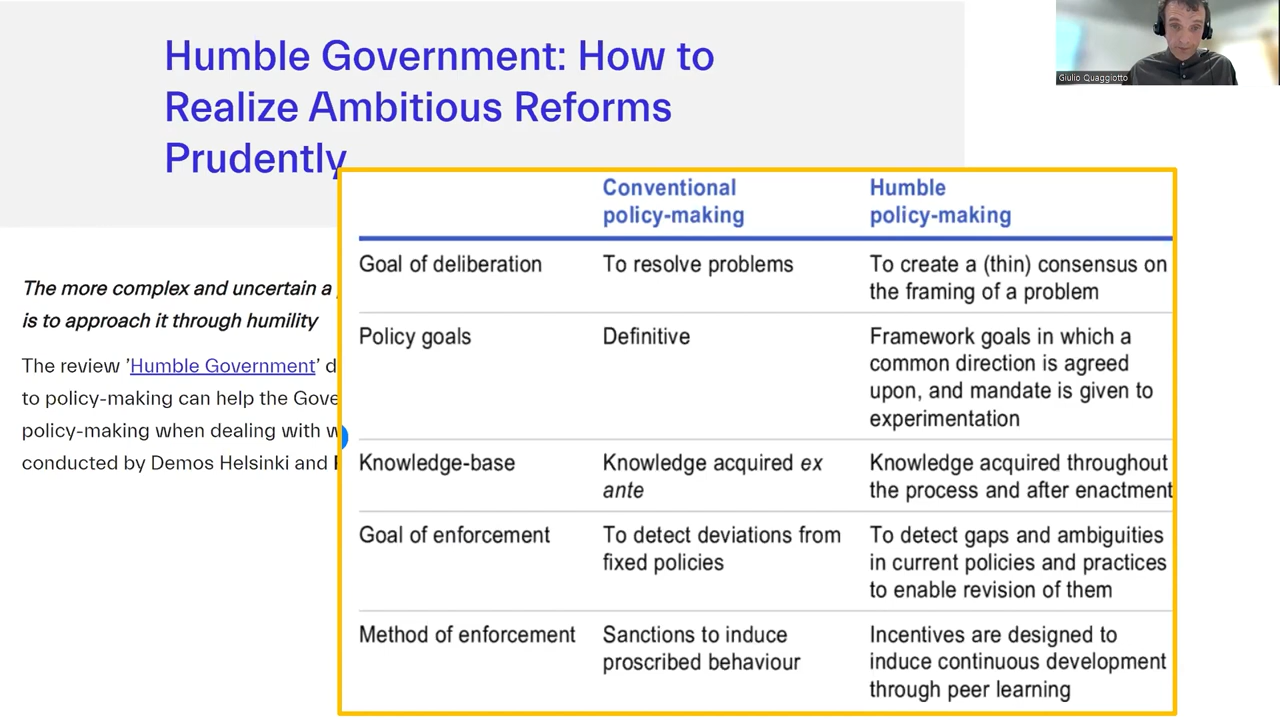 Humble Government: How to
Realize Ambitious Reforms
Prudently
Giulio Quaggiotto
The more complex and uncertain a
is to approach it through humility
The review 'Humble Government' d
to policy-making can help the Gove
policy-making when dealing with w
conducted by Demos Helsinki and
Conventional
policy-making
Humble
policy-making
Goal of deliberation
To resolve problems
To create a (thin) consensus on
the framing of a problem
Policy goals
Definitive
Framework goals in which a
common direction is agreed
upon, and mandate is given to
experimentation
Knowledge-base
Knowledge acquired ex
ante
Knowledge acquired throughout
the process and after enactment
Goal of enforcement
To detect deviations from
fixed policies
To detect gaps and ambiguities
in current policies and practices
to enable revision of them
Method of enforcement
Sanctions to induce
proscribed behaviour
Incentives are designed to
induce continuous development
through peer learning